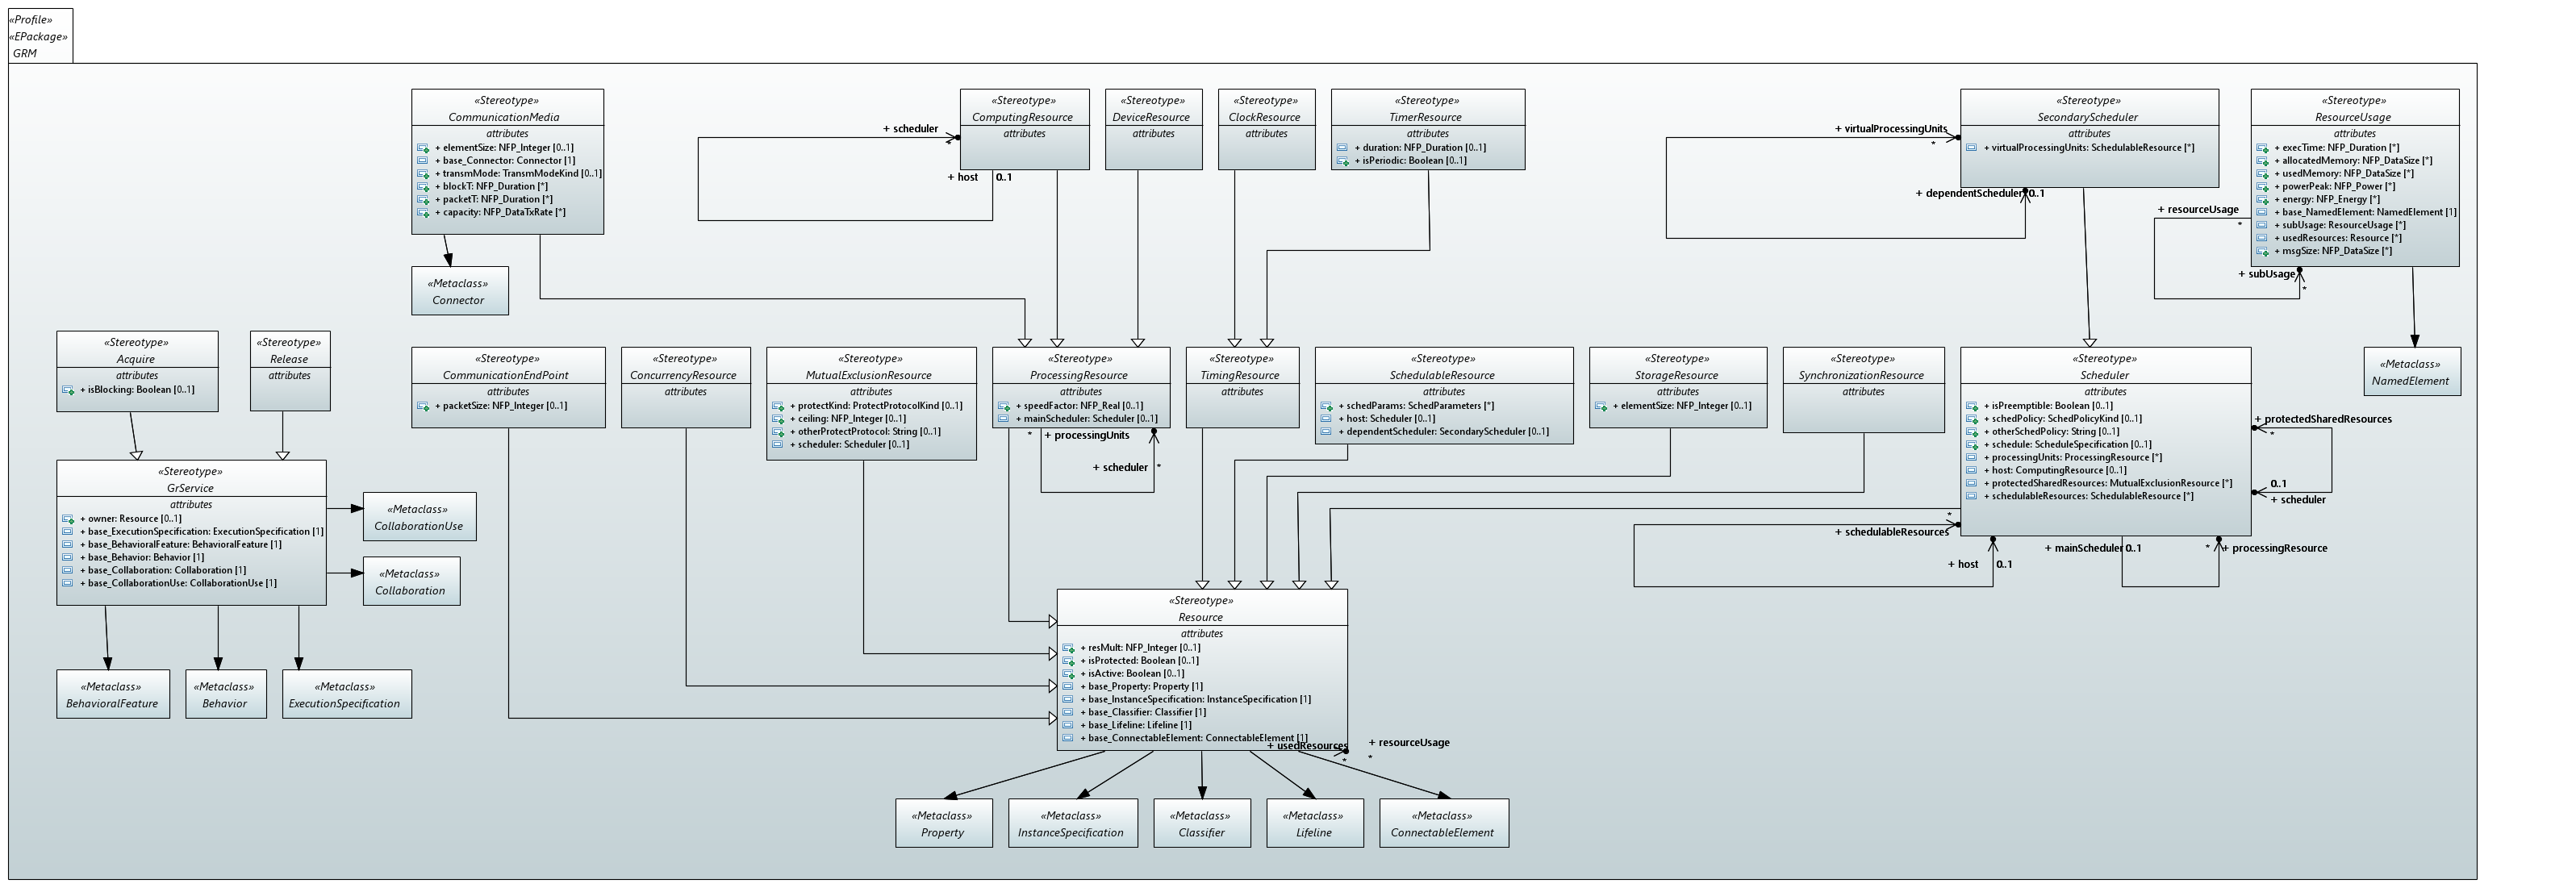 «Profile»
«EPackage»
GRM
«Stereotype»
CommunicationMedia
attributes
+ elementSize: NFP_Integer [0..1]
+ base_Connector: Connector [1]
+ transmMode: TransmModeKind [0..1]
+ blockT: NFP_Duration [*]
+ packetT: NFP_Duration [*]
+ capacity: NFP_DataTxRate [*]
«Stereotype»
ComputingResource
attributes
+ scheduler
*
+ host 0..1
«Stereotype»
DeviceResource
attributes
«Stereotype»
ClockResource
attributes
«Stereotype»
TimerResource
attributes
+ duration: NFP_Duration [0..1]
+ isPeriodic: Boolean [0..1]
«Stereotype»
SecondaryScheduler
attributes
+ virtualProcessingUnits: SchedulableResource [*]
+ virtualProcessingUnits
*
+ dependentScheduler 0..1
«Stereotype»
ResourceUsage
attributes
+ execTime: NFP_Duration [*]
+ allocatedMemory: NFP_DataSize [*]
+ usedMemory: NFP_DataSize [*]
+ powerPeak: NFP_Power [*]
+ energy: NFP_Energy [*]
+ base_NamedElement: NamedElement [1]
+ subUsage: ResourceUsage [*]
+ usedResources: Resource [*]
+ msgSize: NFP_DataSize [*]
+ resourceUsage
*
+ subUsage
*
«Metaclass»
Connector
«Stereotype»
Acquire
attributes
+ isBlocking: Boolean [0..1]
«Stereotype»
Release
attributes
«Stereotype»
CommunicationEndPoint
attributes
+ packetSize: NFP_Integer [0..1]
«Stereotype»
ConcurrencyResource
attributes
«Stereotype»
MutualExclusionResource
attributes
+ protectKind: ProtectProtocolKind [0..1]
+ ceiling: NFP_Integer [0..1]
+ otherProtectProtocol: String [0..1]
+ scheduler: Scheduler [0..1]
«Stereotype»
ProcessingResource
attributes
+ speedFactor: NFP_Real [0..1]
+ mainScheduler: Scheduler [0..1]
* + processingUnits
+ scheduler *
«Stereotype»
TimingResource
attributes
«Stereotype»
SchedulableResource
attributes
+ schedParams: SchedParameters [*]
+ host: Scheduler [0..1]
+ dependentScheduler: SecondaryScheduler [0..1]
«Stereotype»
StorageResource
attributes
+ elementSize: NFP_Integer [0..1]
«Stereotype»
SynchronizationResource
attributes
«Stereotype»
Scheduler
attributes
+ isPreemptible: Boolean [0..1]
+ schedPolicy: SchedPolicyKind [0..1]
+ otherSchedPolicy: String [0..1]
+ schedule: ScheduleSpecification [0..1]
+ processingUnits: ProcessingResource [*]
+ host: ComputingResource [0..1]
+ protectedSharedResources: MutualExclusionResource [*]
+ schedulableResources: SchedulableResource [*]
+ protectedSharedResources
*
0..1
+ scheduler
*
+ schedulableResources
+ host 0..1
+ mainScheduler 0..1
* + processingResource
«Metaclass»
NamedElement
«Stereotype»
GrService
attributes
+ owner: Resource [0..1]
+ base_ExecutionSpecification: ExecutionSpecification [1]
+ base_BehavioralFeature: BehavioralFeature [1]
+ base_Behavior: Behavior [1]
+ base_Collaboration: Collaboration [1]
+ base_CollaborationUse: CollaborationUse [1]
«Metaclass»
CollaborationUse
«Metaclass»
Collaboration
«Metaclass»
BehavioralFeature
«Metaclass»
Behavior
«Metaclass»
ExecutionSpecification
«Stereotype»
Resource
attributes
+ resMult: NFP_Integer [0..1]
+ isProtected: Boolean [0..1]
+ isActive: Boolean [0..1]
+ base_Property: Property [1]
+ base_InstanceSpecification: InstanceSpecification [1]
+ base_Classifier: Classifier [1]
+ base_Lifeline: Lifeline [1]
+ base_ConnectableElement: ConnectableElement [1]
+ usedResources
*
+ resourceUsage
*
«Metaclass»
Property
«Metaclass»
InstanceSpecification
«Metaclass»
Classifier
«Metaclass»
Lifeline
«Metaclass»
ConnectableElement